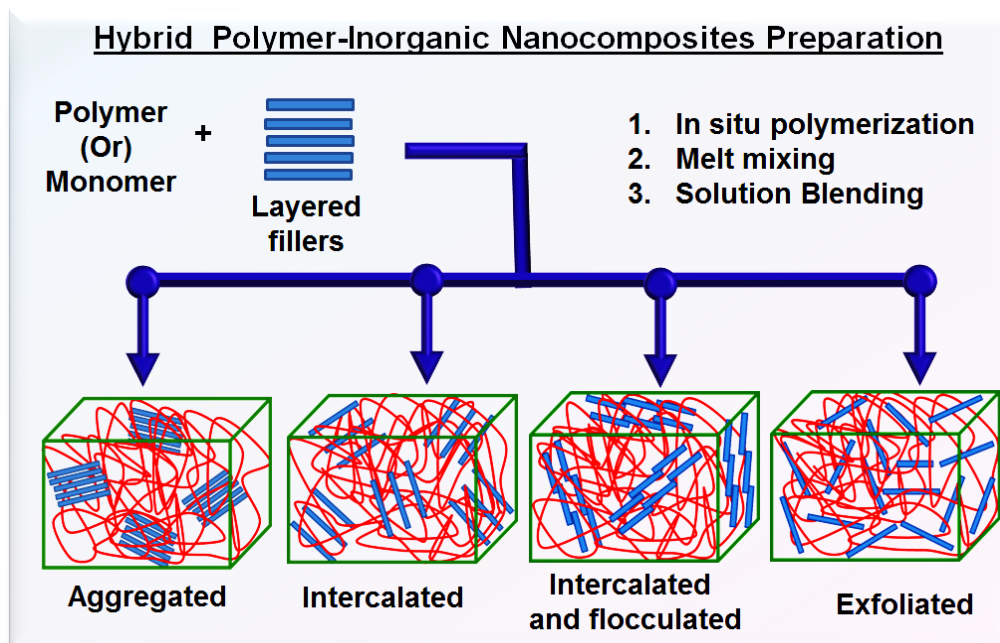 Hybrid Polymer-Inorganic Nanocomposites Preparation
Polymer
(Or)
Monomer
+
Layered
fillers
1. In situ polymerization
2. Melt mixing
3. Solution Blending
Aggregated
Intercalated
Intercalated
and flocculated
Exfoliated